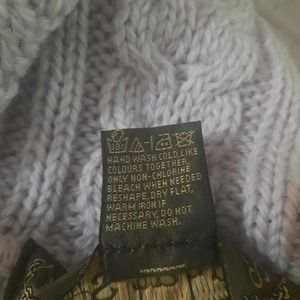 HAND WASH COLD, LIKE
COLOURS TOGETHER,
ONLY NON-CHLORINE
BLEACH WHEN NEEDED
RESHAPE, DRY FLAT,
WARM IRON IF
NECESSARY, DO NOT
MACHINE WASH.